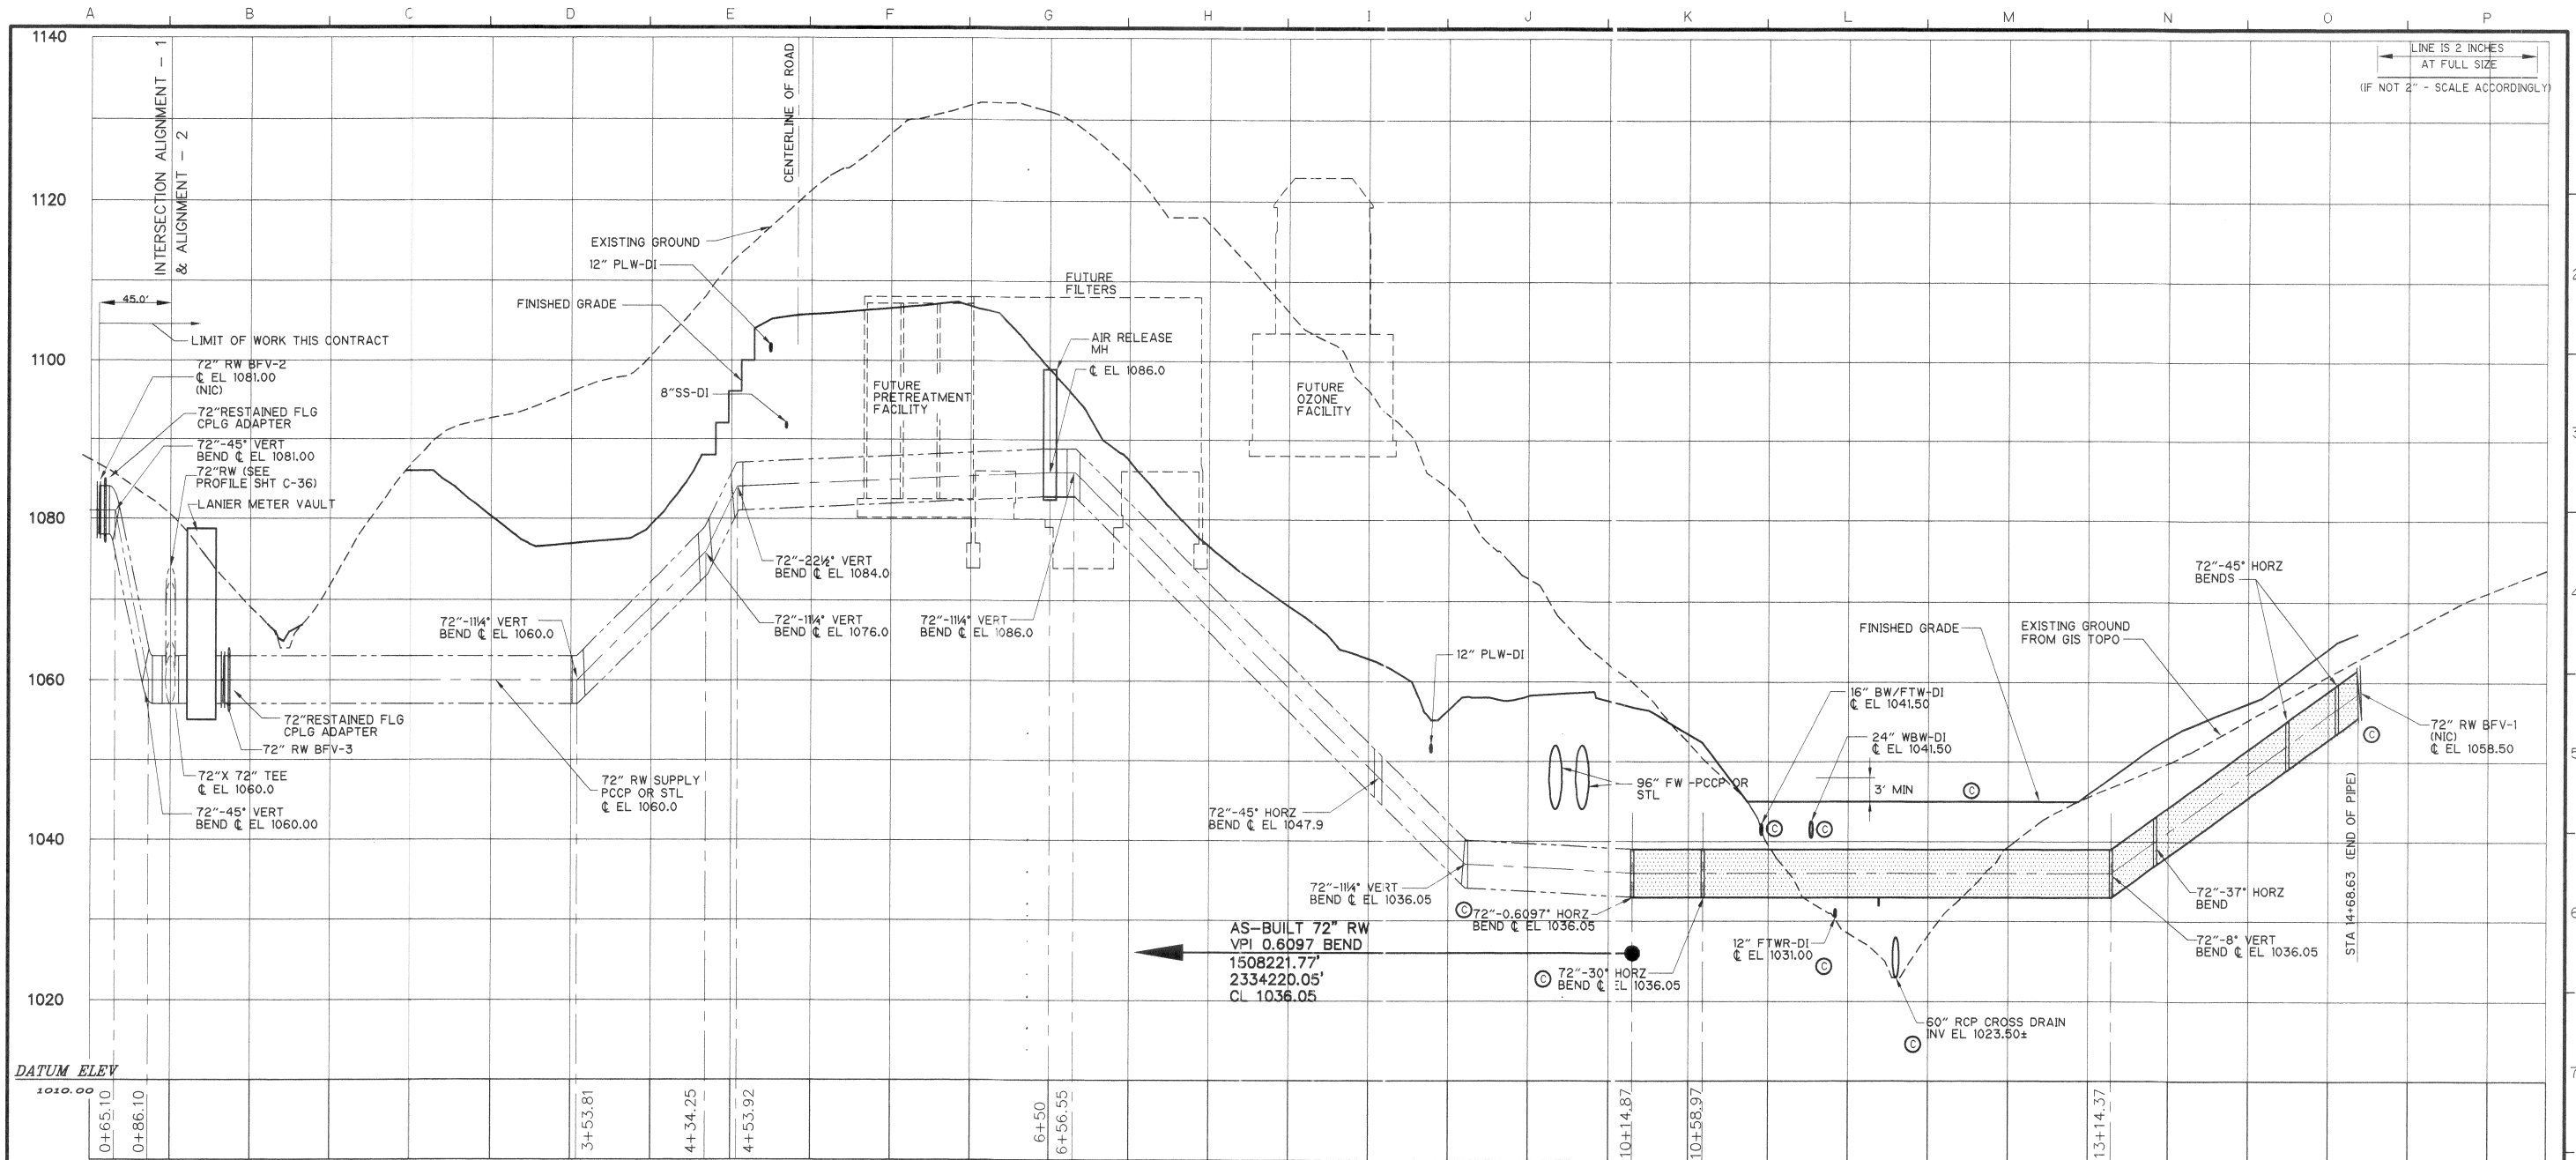 A B C D E F G H I J K L M N O P
1140
1120
1100
1080
1060
1040
1020
DATUM ELEV
1010.00
INTERSECTION ALIGNMENT - 1
& ALIGNMENT - 2
CENTERLINE OF ROAD
LINE IS 2 INCHES
AT FULL SIZE
(IF NOT 2" - SCALE ACCORDINGLY)
45.0'
LIMIT OF WORK THIS CONTRACT
72" RW BFV-2
℄ EL 1081.00
(NIC)
72"RESTAINED FLG
CPLG ADAPTER
72"-45° VERT
BEND ℄ EL 1081.00
72"RW (SEE
PROFILE SHT C-36)
LANIER METER VAULT
72"RESTAINED FLG
CPLG ADAPTER
72" RW BFV-3
72"X 72" TEE
℄ EL 1060.0
72"-45° VERT
BEND ℄ EL 1060.00
EXISTING GROUND
12" PLW-DI
FINISHED GRADE
8"SS-DI
72"-11¼° VERT
BEND ℄ EL 1060.0
72" RW SUPPLY
PCCP OR STL
℄ EL 1060.0
72"-22½° VERT
BEND ℄ EL 1084.0
72"-11¼° VERT
BEND ℄ EL 1076.0
FUTURE
PRETREATMENT
FACILITY
FUTURE
FILTERS
AIR RELEASE
MH
℄ EL 1086.0
72"-11¼° VERT
BEND ℄ EL 1086.0
FUTURE
OZONE
FACILITY
12" PLW-DI
72"-45° HORZ
BEND ℄ EL 1047.9
96" FW -PCCP OR
STL
72"-11¼° VERT
BEND ℄ EL 1036.05
C
72"-0.6097° HORZ
BEND ℄ EL 1036.05
AS-BUILT 72" RW
VPI 0.6097 BEND
1508221.77'
2334220.05'
CL 1036.05
C
72"-30° HORZ
BEND ℄ EL 1036.05
FINISHED GRADE
EXISTING GROUND
FROM GIS TOPO
16" BW/FTW-DI
℄ EL 1041.50
C
24" WBW-DI
℄ EL 1041.50
C
3' MIN
C
12" FTWR-DI
℄ EL 1031.00
C
60" RCP CROSS DRAIN
INV EL 1023.50±
C
72"-45° HORZ
BENDS
72" RW BFV-1
(NIC)
℄ EL 1058.50
C
72"-37° HORZ
BEND
72"-8° VERT
BEND ℄ EL 1036.05
STA 14+68.63 (END OF PIPE)
2
3
4
5
6
7
0+65.10
0+86.10
3+53.81
4+34.25
4+53.92
6+50
6+56.55
10+14.87
10+58.97
13+14.37